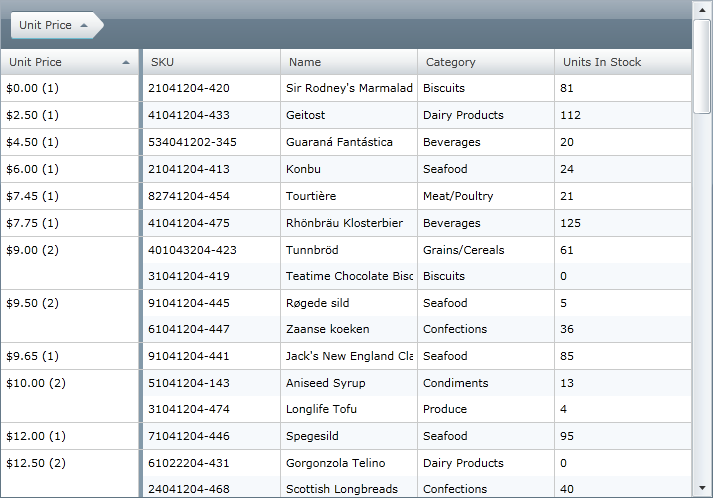 Unit Price
Unit Price SKU Name Category Units In Stock
$0.00 (1) 21041204-420 Sir Rodney's Marmalad Biscuits 81
$2.50 (1) 41041204-433 Geitost Dairy Products 112
$4.50 (1) 534041202-345 Guaraná Fantástica Beverages 20
$6.00 (1) 21041204-413 Konbu Seafood 24
$7.45 (1) 82741204-454 Tourtière Meat/Poultry 21
$7.75 (1) 41041204-475 Rhönbräu Klosterbier Beverages 125
$9.00 (2) 401043204-423 Tunnbröd Grains/Cereals 61
31041204-419 Teatime Chocolate Bisc Biscuits 0
$9.50 (2) 91041204-445 Røgede sild Seafood 5
61041204-447 Zaanse koeken Confections 36
$9.65 (1) 91041204-441 Jack's New England Cla Seafood 85
$10.00 (2) 51041204-143 Aniseed Syrup Condiments 13
31041204-474 Longlife Tofu Produce 4
$12.00 (1) 71041204-446 Spegesild Seafood 95
$12.50 (2) 61022204-431 Gorgonzola Telino Dairy Products 0
24041204-468 Scottish Longbreads Confections 40